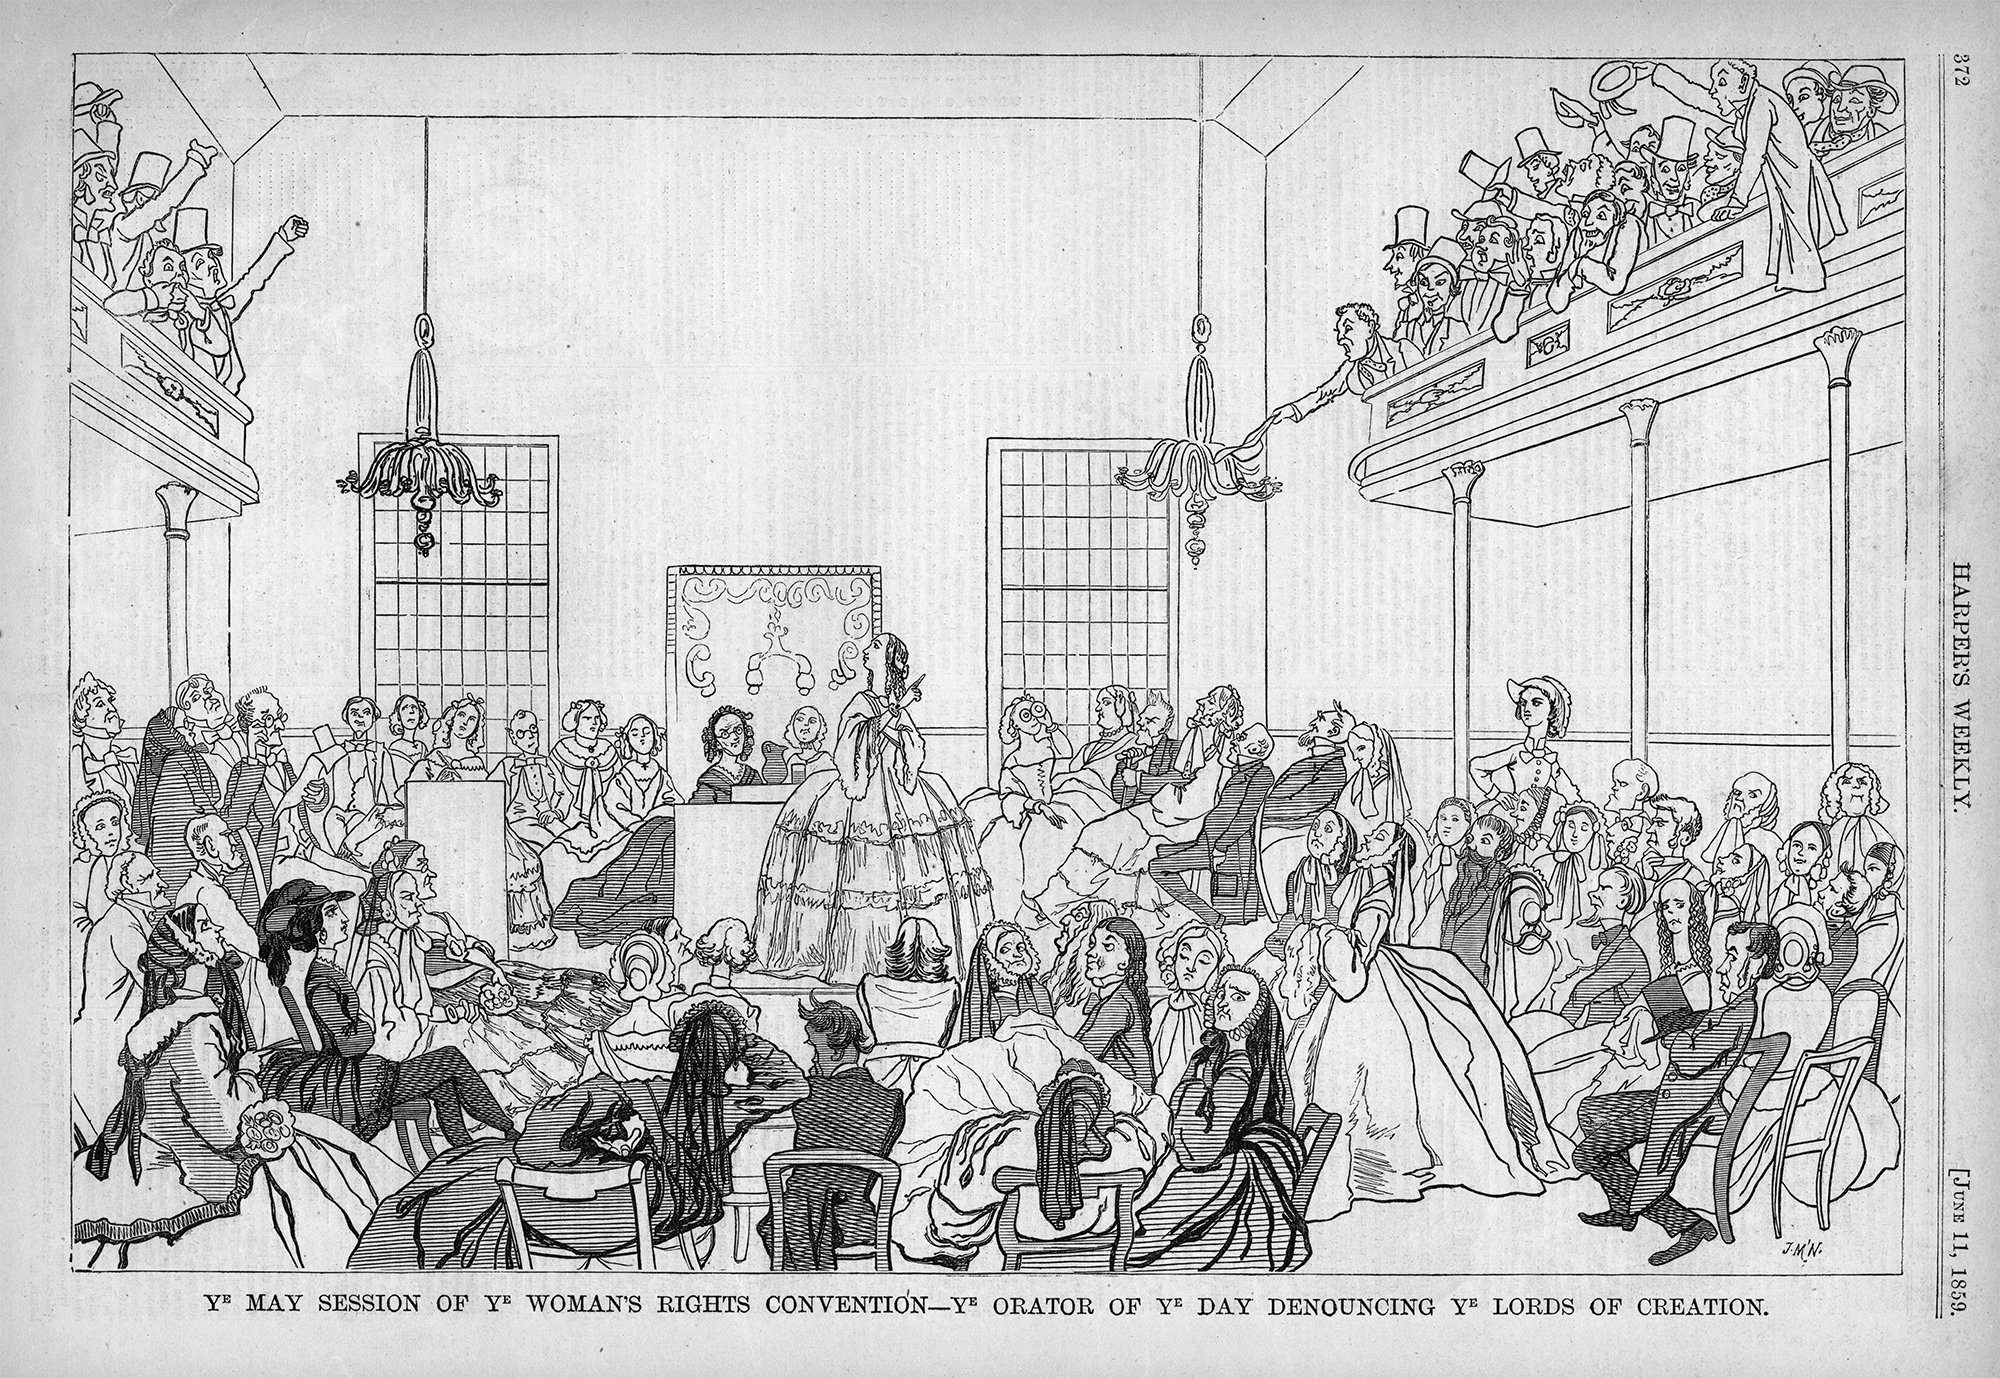 372
HARPER'S WEEKLY.
[JUNE 11, 1859.
J. M'N.
Yᴱ MAY SESSION OF Yᴱ WOMAN'S RIGHTS CONVENTION—Yᴱ ORATOR OF Yᴱ DAY DENOUNCING Yᴱ LORDS OF CREATION.